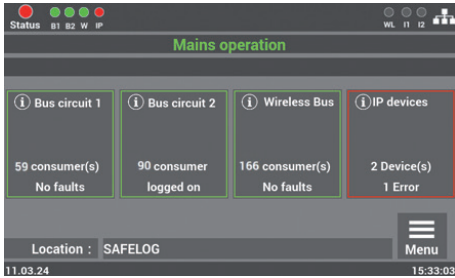 Status B1 B2 W IP WL I1 I2
Mains operation
i Bus circuit 1
59 consumer(s)
No faults
i Bus circuit 2
90 consumer
logged on
i Wireless Bus
166 consumer(s)
No faults
i IP devices
2 Device(s)
1 Error
Location : SAFELOG
Menu
11.03.24 15:33:03